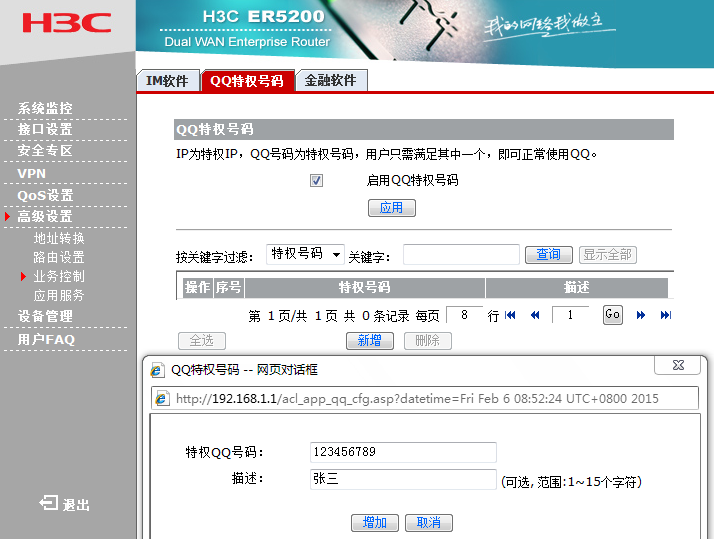 H3C
H3C ER5200
Dual WAN Enterprise Router
我的网络我做主
IM软件 QQ特权号码 金融软件
系统监控
接口设置
安全专区
VPN
QoS设置
高级设置
地址转换
路由设置
业务控制
应用服务
设备管理
用户FAQ
退出
QQ特权号码
IP为特权IP，QQ号码为特权号码，用户只需满足其中一个，即可正常使用QQ。
启用QQ特权号码
应用
按关键字过滤： 特权号码 关键字： 查询 显示全部
操作 序号 特权号码 描述
第 1 页/共 1 页 共 0 条记录 每页 8 行 1 Go
全选 新增 删除
QQ特权号码 -- 网页对话框
http://192.168.1.1/acl_app_qq_cfg.asp?datetime=Fri Feb 6 08:52:24 UTC+0800 2015
特权QQ号码： 123456789
描述： 张三 (可选,范围:1~15个字符)
增加 取消